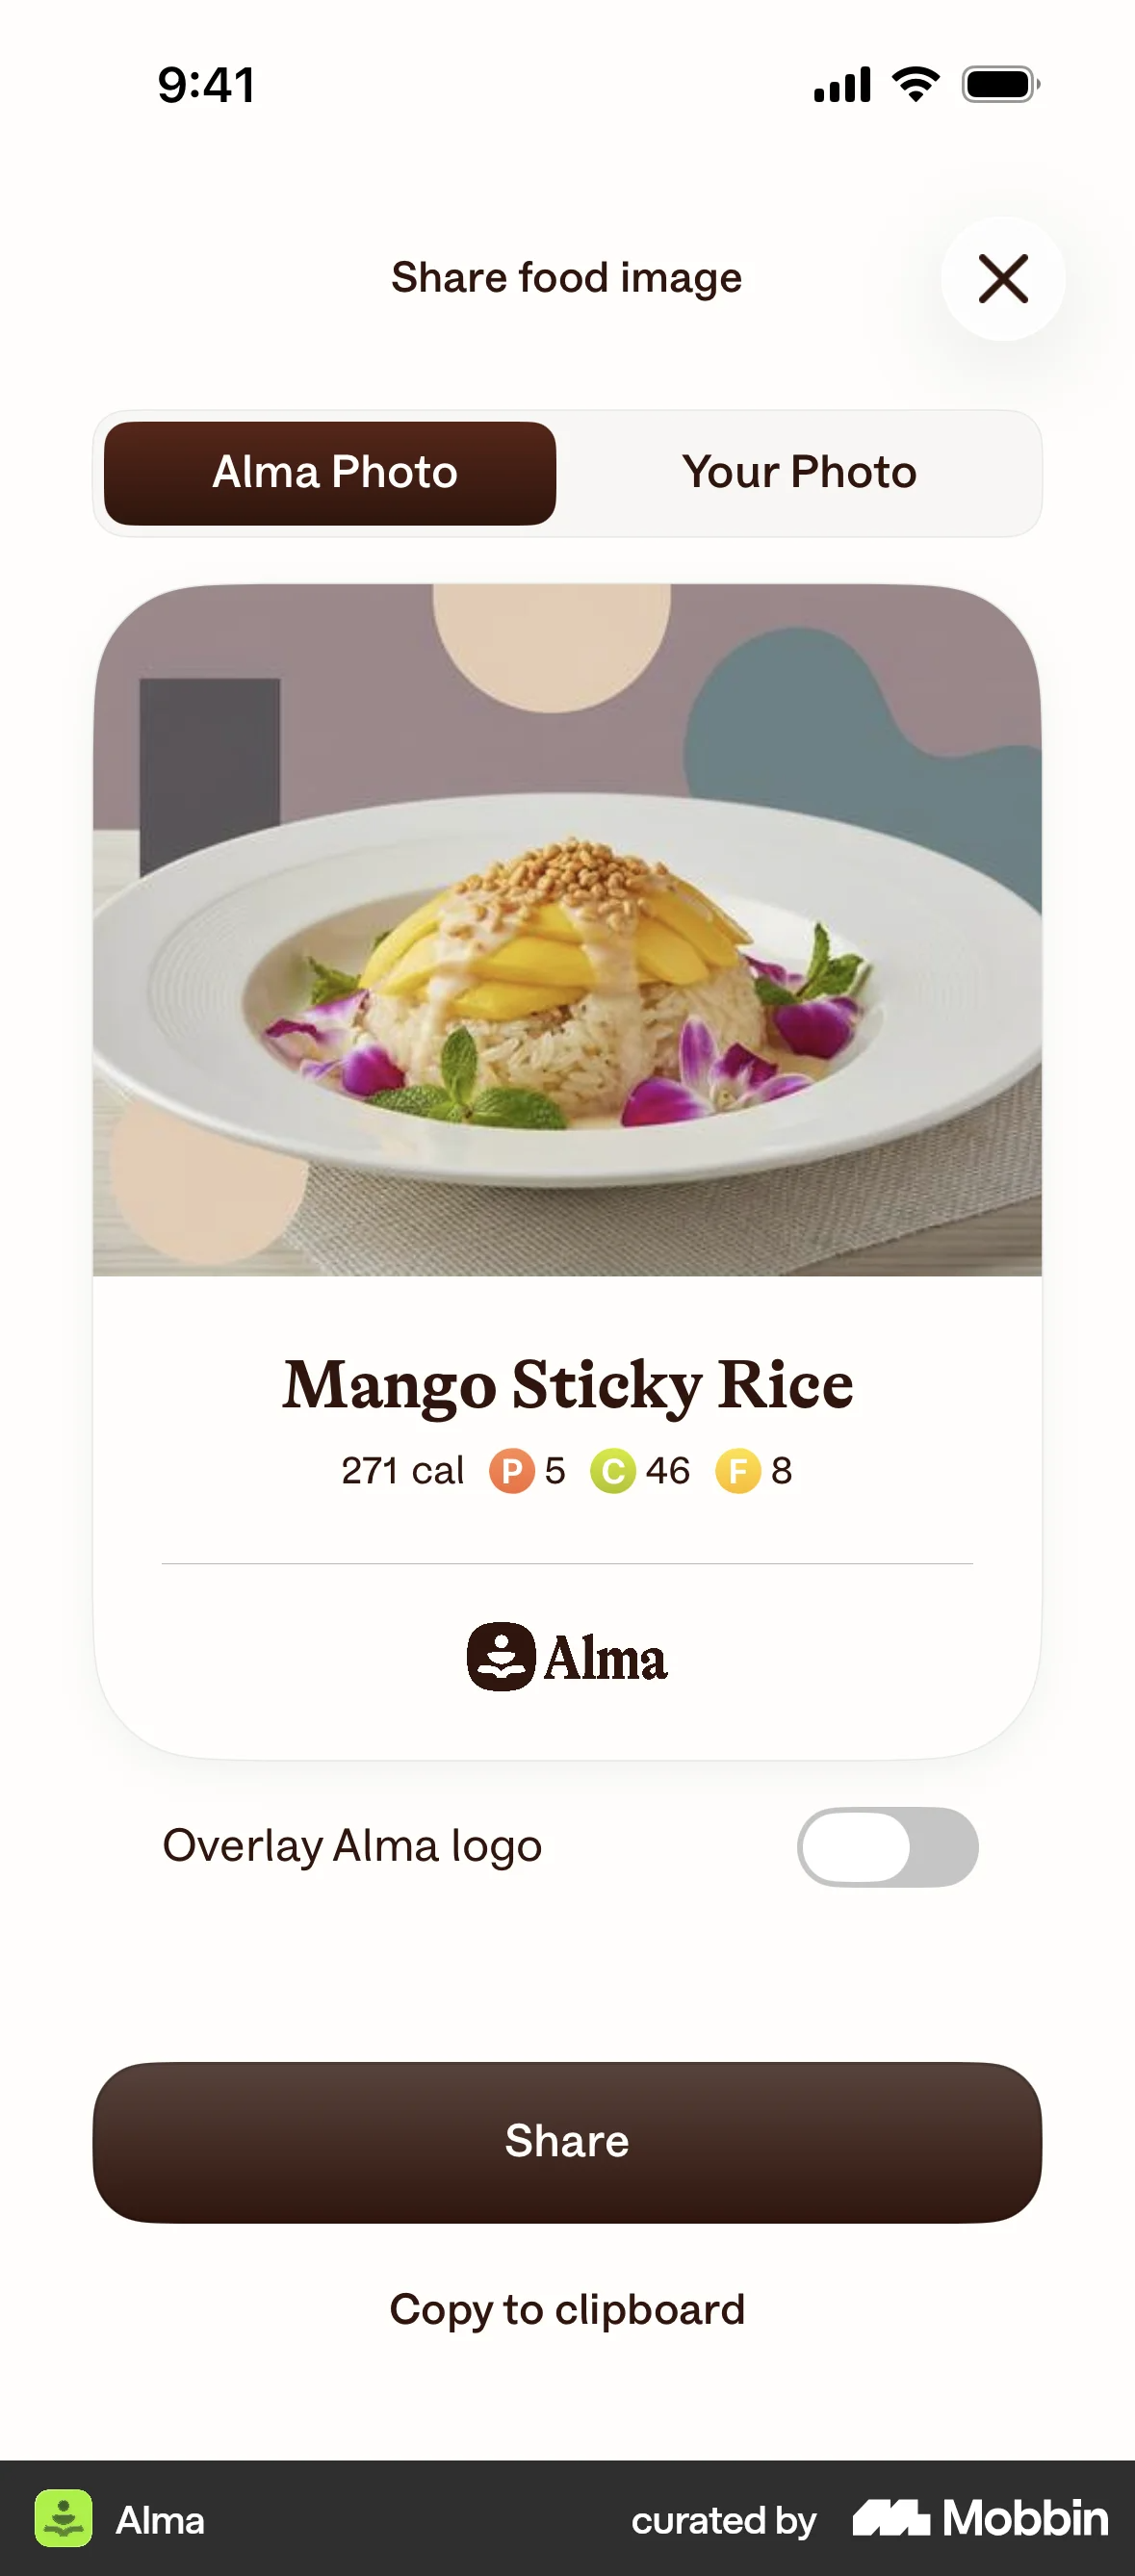 9:41
Share food image
Alma Photo
Your Photo
Mango Sticky Rice
271 cal P 5 C 46 F 8
Alma
Overlay Alma logo
Share
Copy to clipboard
Alma
curated by Mobbin